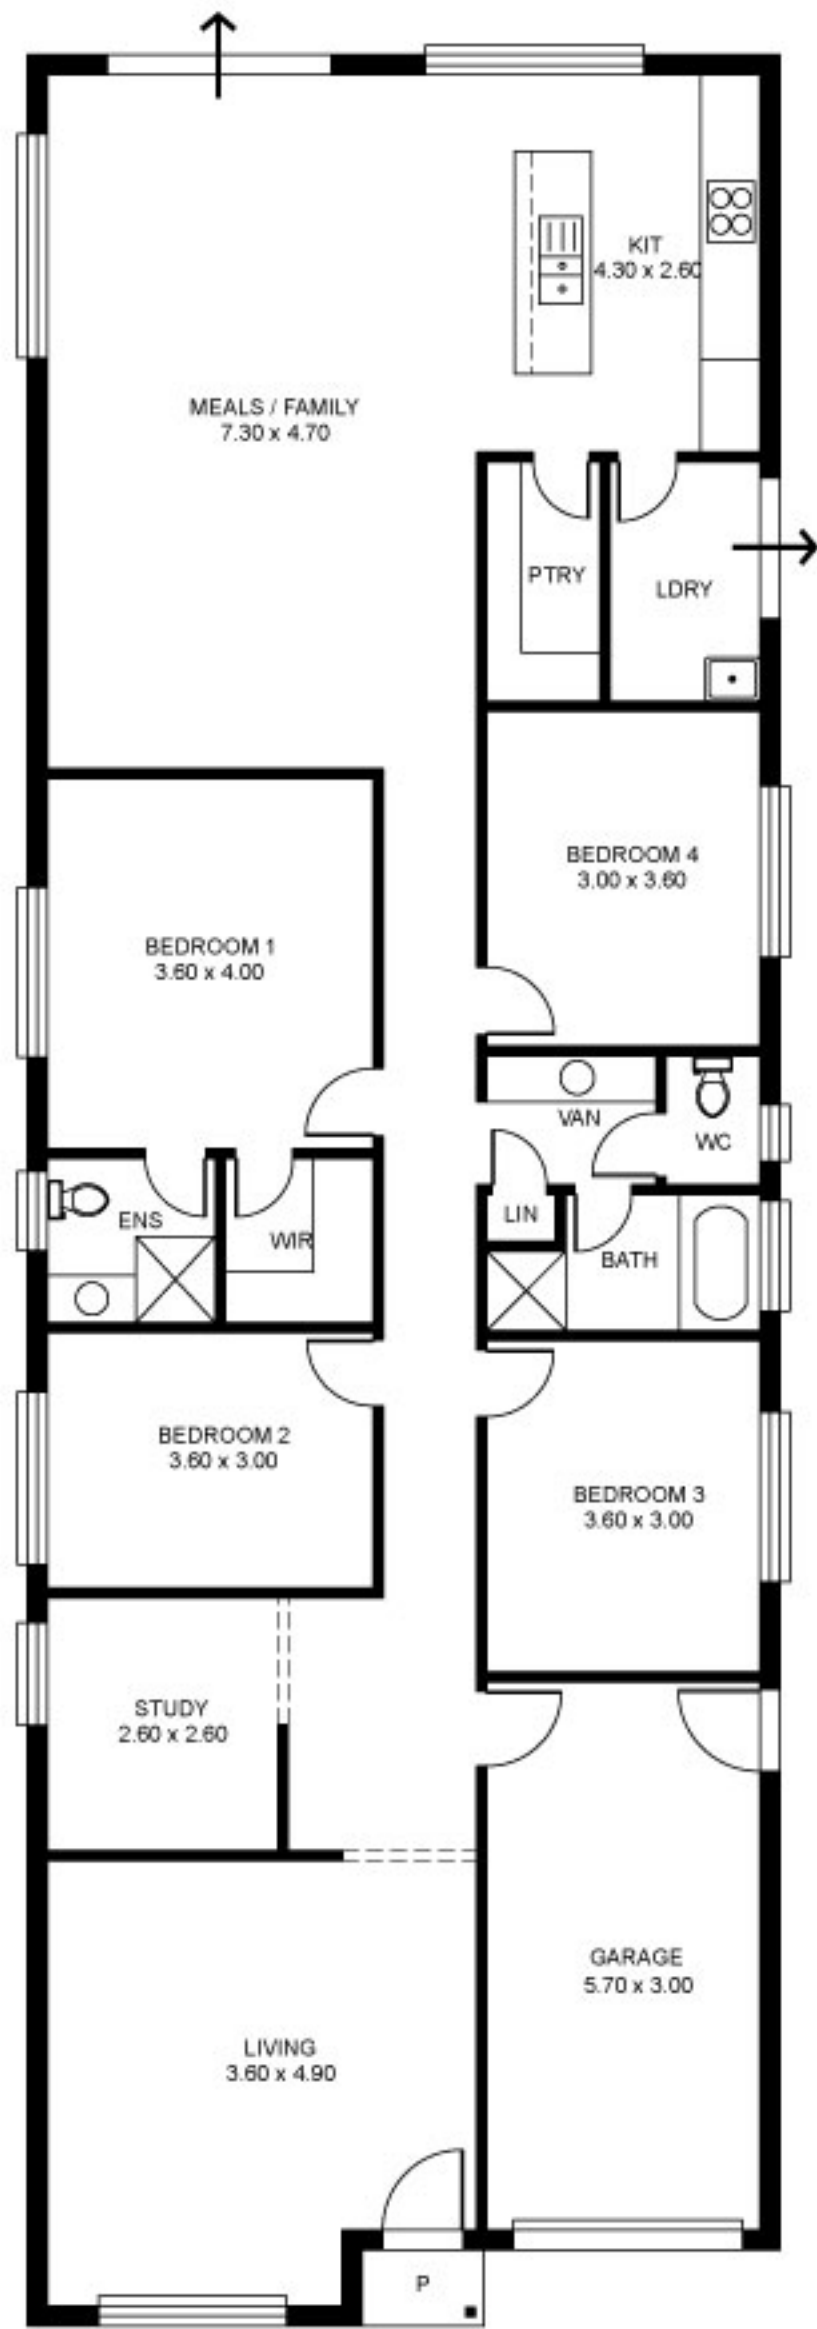 KIT
4.30 x 2.60
MEALS / FAMILY
7.30 x 4.70
PTRY
LDRY
BEDROOM 4
3.00 x 3.60
BEDROOM 1
3.60 x 4.00
VAN
WC
ENS
WIR
LIN
BATH
BEDROOM 2
3.60 x 3.00
BEDROOM 3
3.60 x 3.00
STUDY
2.60 x 2.60
GARAGE
5.70 x 3.00
LIVING
3.60 x 4.90
P